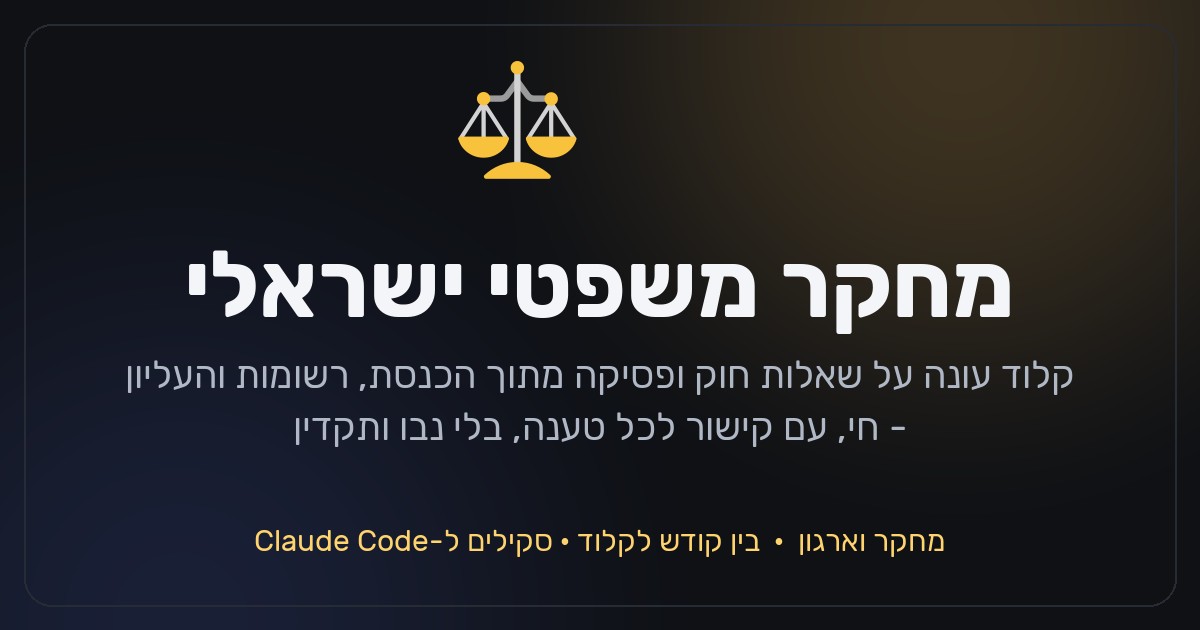 מחקר משפטי ישראלי
קלוד עונה על שאלות חוק ופסיקה מתוך הכנסת, רשומות והעליון
- חי, עם קישור לכל טענה, בלי נבו ותקדין
מחקר וארגון • בין קודש לקלוד • סקילים ל-Claude Code